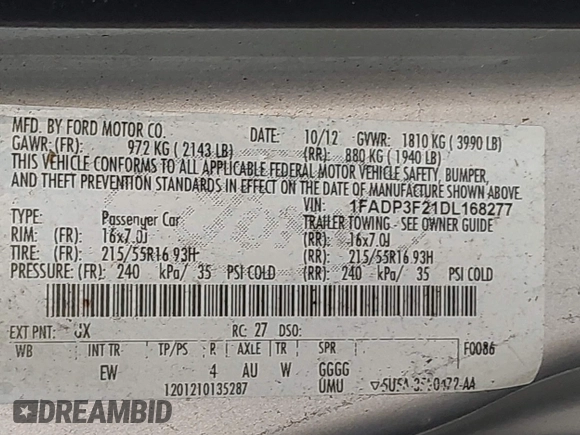 MFD. BY FORD MOTOR CO. DATE: 10/12 GVWR: 1810 KG ( 3990 LB)
GAWR: (FR): 972 KG ( 2143 LB) (RR): 880 KG ( 1940 LB)
THIS VEHICLE CONFORMS TO ALL APPLICABLE FEDERAL MOTOR VEHICLE SAFETY, BUMPER,
AND THEFT PREVENTION STANDARDS IN EFFECT ON THE DATE OF MANUFACTURE SHOWN ABOVE.
VIN: 1FADP3F21DL168277
TYPE: Passenger Car TRAILER TOWING - SEE OWNER GUIDE
RIM: (FR): 16x7.0J (RR): 16x7.0J
TIRE: (FR): 215/55R16 93H (RR): 215/55R16 93H
PRESSURE: (FR): 240 kPa/ 35 PSI COLD (RR): 240 kPa/ 35 PSI COLD
EXT PNT: RC: 27 DSO: F0086
WB INT TR TP/PS R AXLE TR SPR
EW 4 AU W GGGG
1201210135287 UMU
DREAMBID